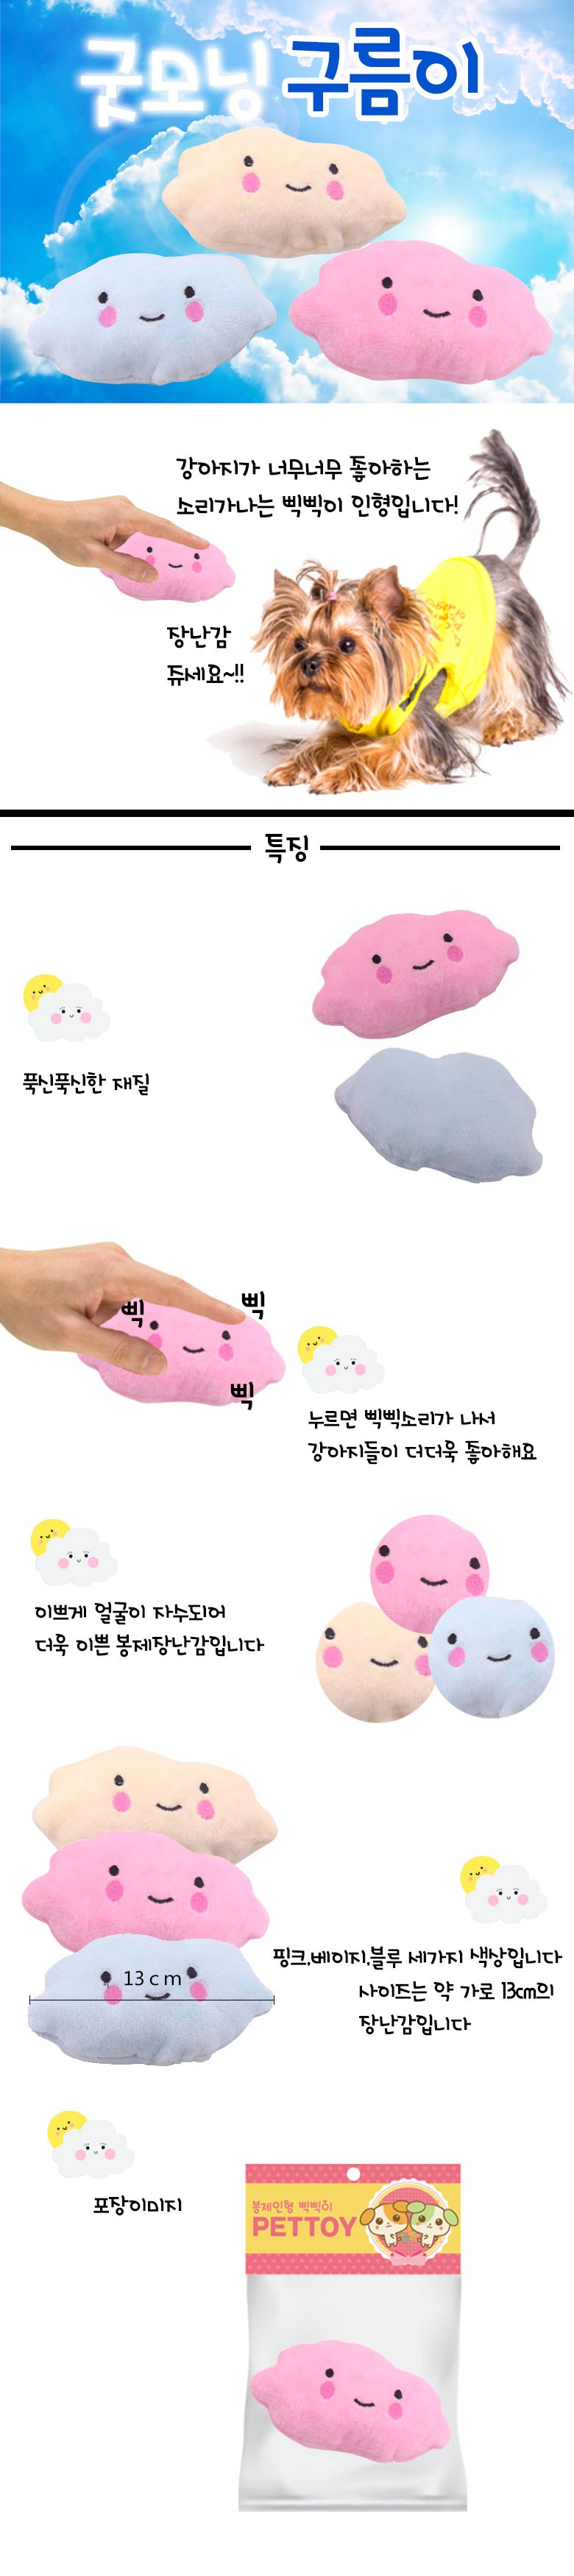 굿모닝 구름이
강아지가 너무너무 좋아하는
소리가나는 삑삑이 인형입니다!
장난감
쥬세요~!!
특징
푹신푹신한 재질
삑
삑
삑
누르면 삑삑소리가 나서
강아지들이 더더욱 좋아해요
이쁘게 얼굴이 자수되어
더욱 이쁜 봉제장난감입니다
13cm
핑크,베이지,블루 세가지 색상입니다
사이즈는 약 가로 13cm의
장난감입니다
포장이미지
봉제인형 삑삑이
PETTOY